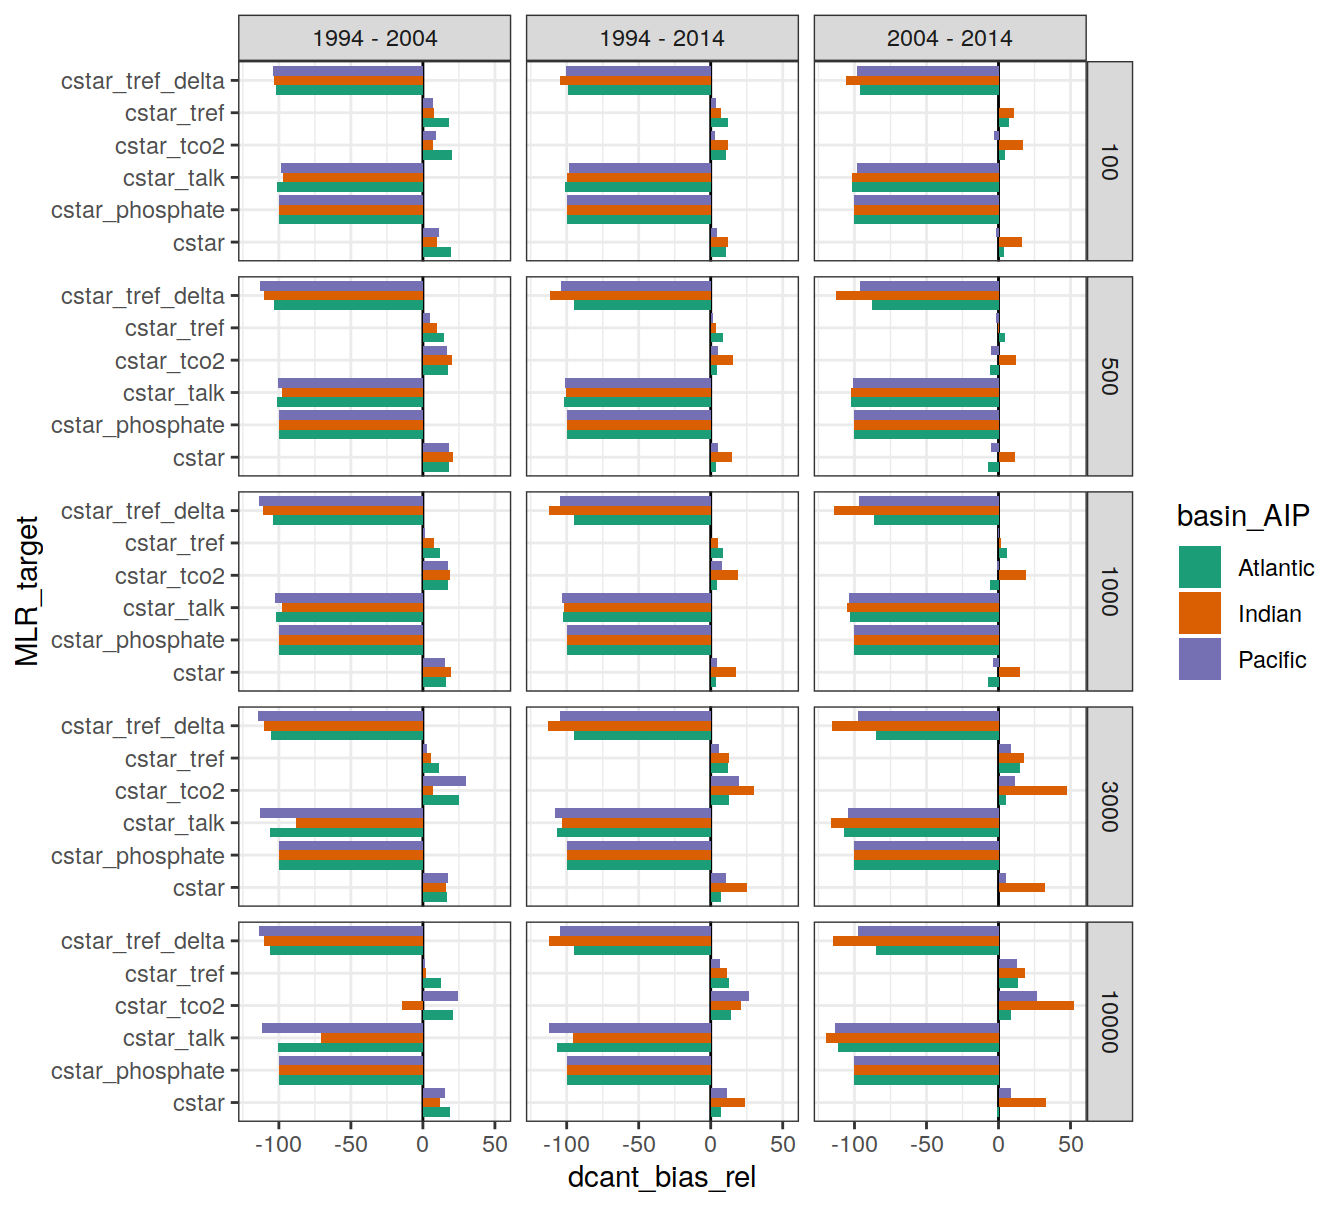 1994 - 2004
1994 - 2014
2004 - 2014
cstar_tref_delta
cstar_tref
cstar_tco2
cstar_talk
cstar_phosphate
cstar
100
cstar_tref_delta
cstar_tref
cstar_tco2
cstar_talk
cstar_phosphate
cstar
500
cstar_tref_delta
cstar_tref
cstar_tco2
cstar_talk
cstar_phosphate
cstar
1000
cstar_tref_delta
cstar_tref
cstar_tco2
cstar_talk
cstar_phosphate
cstar
3000
cstar_tref_delta
cstar_tref
cstar_tco2
cstar_talk
cstar_phosphate
cstar
10000
-100 -50 0 50
-100 -50 0 50
-100 -50 0 50
dcant_bias_rel
MLR_target
basin_AIP
Atlantic
Indian
Pacific